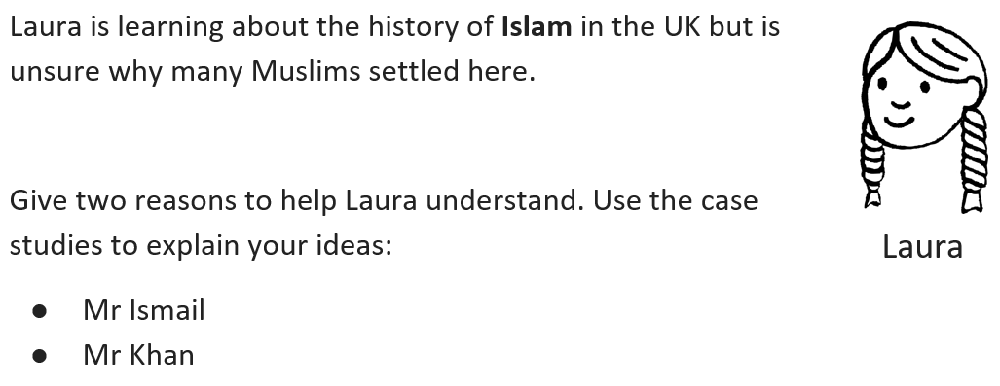 Laura is learning about the history of Islam in the UK but is
unsure why many Muslims settled here.
Give two reasons to help Laura understand. Use the case
studies to explain your ideas:
Laura
● Mr Ismail
● Mr Khan